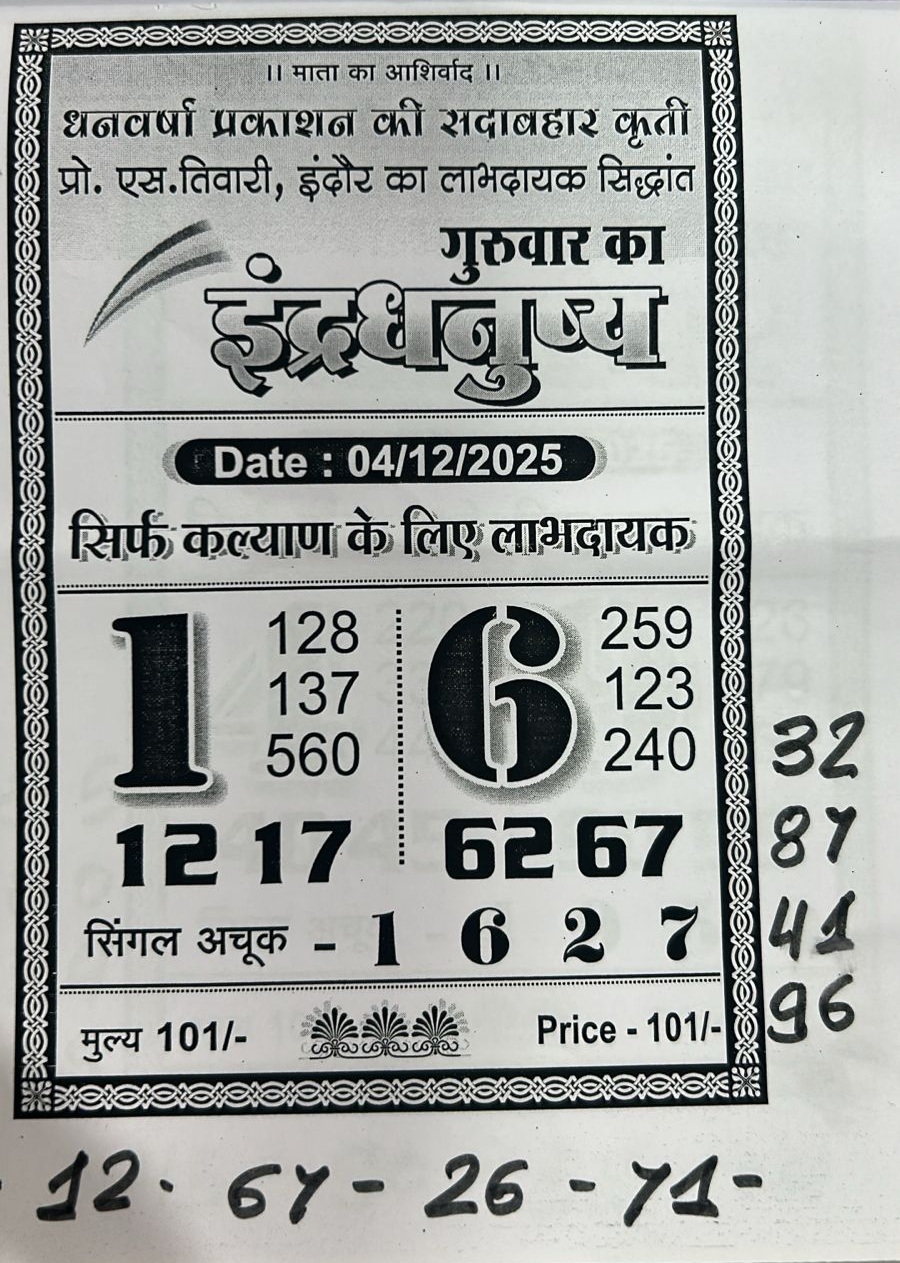 ।। माता का आशिर्वाद ।।
धनवर्षा प्रकाशन की सदाबहार कृती
प्रो. एस.तिवारी, इंदौर का लाभदायक सिद्धांत
गुरुवार का
इंद्रधनुष्य
Date : 04/12/2025
सिर्फ कल्याण के लिए लाभदायक
1 128 6 259
137 123
560 240
12 17 62 67
सिंगल अचूक - 1 6 2 7
मुल्य 101/- Price - 101/-
32
87
41
96
12. 67 - 26 - 71 -